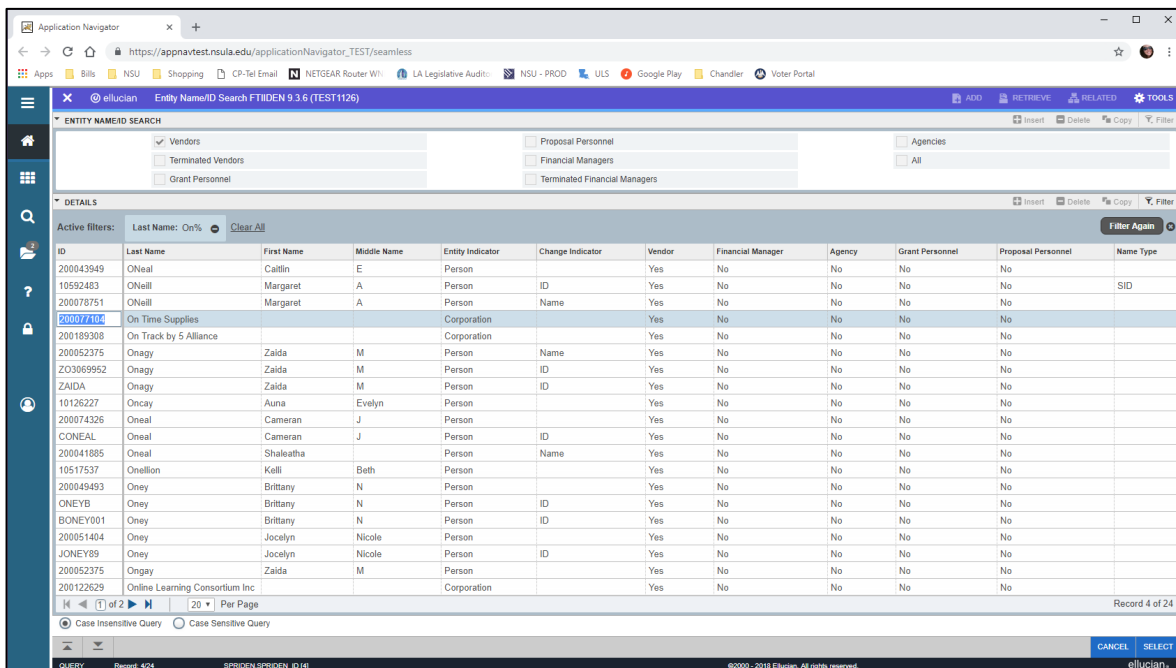 Application Navigator
https://appnavtest.nsula.edu/applicationNavigator_TEST/seamless
Apps Bills NSU Shopping CP-Tel Email NETGEAR Router WN LA Legislative Audito NSU - PROD ULS Google Play Chandler Voter Portal
ellucian Entity Name/ID Search FTIIDEN 9.3.6 (TEST1126) ADD RETRIEVE RELATED TOOLS
ENTITY NAME/ID SEARCH Insert Delete Copy Filter
Vendors Proposal Personnel Agencies
Terminated Vendors Financial Managers All
Grant Personnel Terminated Financial Managers
DETAILS Insert Delete Copy Filter
Active filters: Last Name: On% Clear All Filter Again
2
ID Last Name First Name Middle Name Entity Indicator Change Indicator Vendor Financial Manager Agency Grant Personnel Proposal Personnel Name Type
200043949 ONeal Caitlin E Person Yes No No No No
10592483 ONeill Margaret A Person ID Yes No No No No SID
200078751 ONeill Margaret A Person Name Yes No No No No
200077104 On Time Supplies Corporation Yes No No No No
200189308 On Track by 5 Alliance Corporation Yes No No No No
200052375 Onagy Zaida M Person Name Yes No No No No
ZO3069952 Onagy Zaida M Person ID Yes No No No No
ZAIDA Onagy Zaida M Person ID Yes No No No No
10126227 Oncay Auna Evelyn Person Yes No No No No
200074326 Oneal Cameran J Person Yes No No No No
CONEAL Oneal Cameran J Person ID Yes No No No No
200041885 Oneal Shaleatha Person Name Yes No No No No
10517537 Onellion Kelli Beth Person Yes No No No No
200049493 Oney Brittany N Person Yes No No No No
ONEYB Oney Brittany N Person ID Yes No No No No
BONEY001 Oney Brittany N Person ID Yes No No No No
200051404 Oney Jocelyn Nicole Person Yes No No No No
JONEY89 Oney Jocelyn Nicole Person ID Yes No No No No
200052375 Ongay Zaida M Person Yes No No No No
200122629 Online Learning Consortium Inc Corporation Yes No No No No
1 of 2 20 Per Page Record 4 of 24
Case Insensitive Query Case Sensitive Query
CANCEL SELECT
QUERY Record: 4/24 SPRIDEN.SPRIDEN_ID [4] ©2000 - 2018 Ellucian. All rights reserved. ellucian.